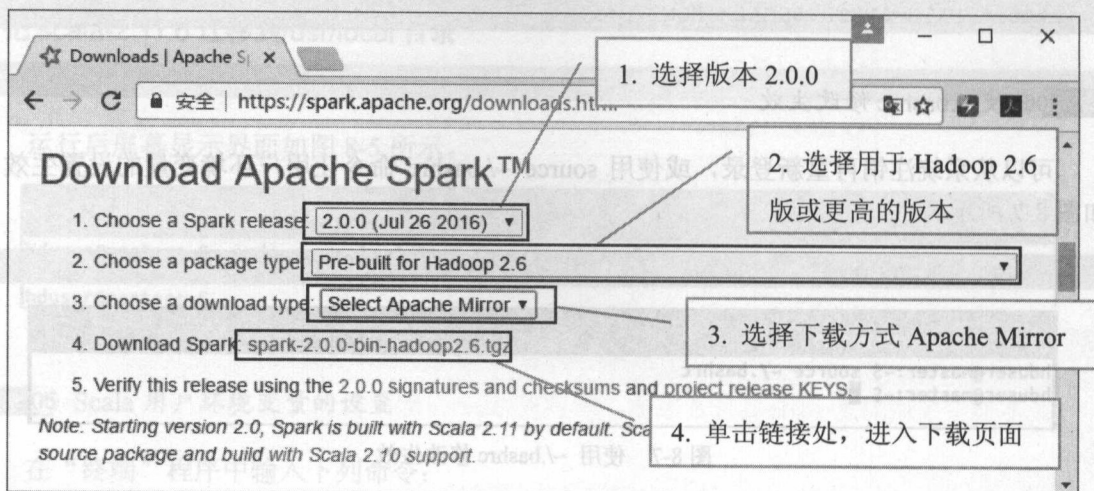 Downloads | Apache S
1. 选择版本 2.0.0
安全 | https://spark.apache.org/downloads.html
Download Apache Spark™
2. 选择用于 Hadoop 2.6
版或更高的版本
1. Choose a Spark release: 2.0.0 (Jul 26 2016)
2. Choose a package type: Pre-built for Hadoop 2.6
3. Choose a download type: Select Apache Mirror
3. 选择下载方式 Apache Mirror
4. Download Spark: spark-2.0.0-bin-hadoop2.6.tgz
5. Verify this release using the 2.0.0 signatures and checksums and project release KEYS
4. 单击链接处，进入下载页面
Note: Starting version 2.0, Spark is built with Scala 2.11 by default.
source package and build with Scala 2.10 support.